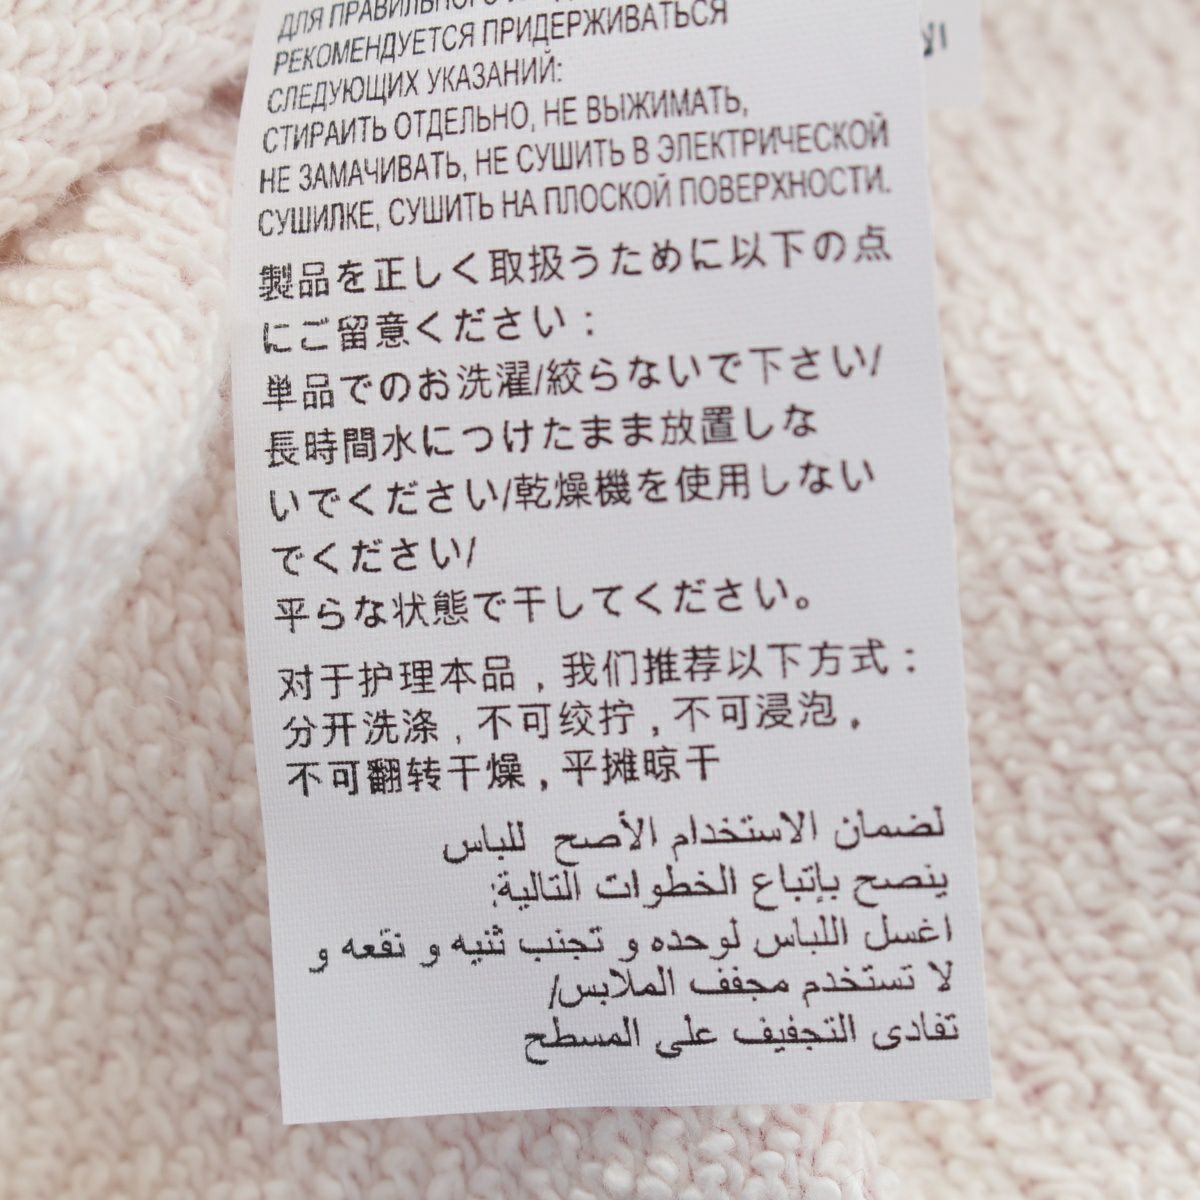 ДЛЯ ПРАВИЛЬНОГО
РЕКОМЕНДУЕТСЯ ПРИДЕРЖИВАТЬСЯ
СЛЕДУЮЩИХ УКАЗАНИЙ:
СТИРАИТЬ ОТДЕЛЬНО, НЕ ВЫЖИМАТЬ,
НЕ ЗАМАЧИВАТЬ, НЕ СУШИТЬ В ЭЛЕКТРИЧЕСКОЙ
СУШИЛКЕ, СУШИТЬ НА ПЛОСКОЙ ПОВЕРХНОСТИ.
製品を正しく取扱うために以下の点
にご留意ください：
単品でのお洗濯/絞らないで下さい/
長時間水につけたまま放置しな
いでください/乾燥機を使用しない
でください/
平らな状態で干してください。
对于护理本品，我们推荐以下方式：
分开洗涤，不可绞拧，不可浸泡，
不可翻转干燥，平摊晾干
لضمان الاستخدام الأصح للباس
ينصح بإتباع الخطوات التالية:
اغسل اللباس لوحده و تجنب ثنيه و نقعه و
لا تستخدم مجفف الملابس/
تفادى التجفيف على المسطح